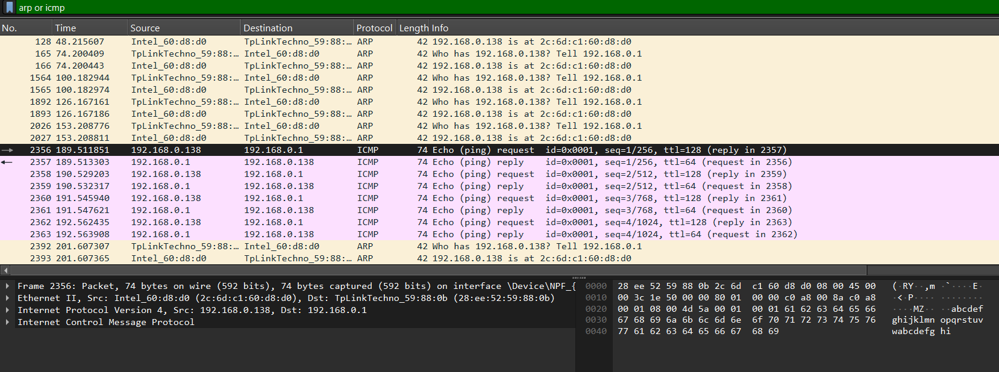 arp or icmp
No. Time Source Destination Protocol Length Info
128 48.215607 Intel_60:d8:d0 TpLinkTechno_59:88:… ARP 42 192.168.0.138 is at 2c:6d:c1:60:d8:d0
165 74.200409 TpLinkTechno_59:88:… Intel_60:d8:d0 ARP 42 Who has 192.168.0.138? Tell 192.168.0.1
166 74.200443 Intel_60:d8:d0 TpLinkTechno_59:88:… ARP 42 192.168.0.138 is at 2c:6d:c1:60:d8:d0
1564 100.182944 TpLinkTechno_59:88:… Intel_60:d8:d0 ARP 42 Who has 192.168.0.138? Tell 192.168.0.1
1565 100.182974 Intel_60:d8:d0 TpLinkTechno_59:88:… ARP 42 192.168.0.138 is at 2c:6d:c1:60:d8:d0
1892 126.167161 TpLinkTechno_59:88:… Intel_60:d8:d0 ARP 42 Who has 192.168.0.138? Tell 192.168.0.1
1893 126.167186 Intel_60:d8:d0 TpLinkTechno_59:88:… ARP 42 192.168.0.138 is at 2c:6d:c1:60:d8:d0
2026 153.208776 TpLinkTechno_59:88:… Intel_60:d8:d0 ARP 42 Who has 192.168.0.138? Tell 192.168.0.1
2027 153.208811 Intel_60:d8:d0 TpLinkTechno_59:88:… ARP 42 192.168.0.138 is at 2c:6d:c1:60:d8:d0
2356 189.511851 192.168.0.138 192.168.0.1 ICMP 74 Echo (ping) request id=0x0001, seq=1/256, ttl=128 (reply in 2357)
2357 189.513303 192.168.0.1 192.168.0.138 ICMP 74 Echo (ping) reply id=0x0001, seq=1/256, ttl=64 (request in 2356)
2358 190.529203 192.168.0.138 192.168.0.1 ICMP 74 Echo (ping) request id=0x0001, seq=2/512, ttl=128 (reply in 2359)
2359 190.532317 192.168.0.1 192.168.0.138 ICMP 74 Echo (ping) reply id=0x0001, seq=2/512, ttl=64 (request in 2358)
2360 191.545940 192.168.0.138 192.168.0.1 ICMP 74 Echo (ping) request id=0x0001, seq=3/768, ttl=128 (reply in 2361)
2361 191.547621 192.168.0.1 192.168.0.138 ICMP 74 Echo (ping) reply id=0x0001, seq=3/768, ttl=64 (request in 2360)
2362 192.562435 192.168.0.138 192.168.0.1 ICMP 74 Echo (ping) request id=0x0001, seq=4/1024, ttl=128 (reply in 2363)
2363 192.563908 192.168.0.1 192.168.0.138 ICMP 74 Echo (ping) reply id=0x0001, seq=4/1024, ttl=64 (request in 2362)
2392 201.607307 TpLinkTechno_59:88:… Intel_60:d8:d0 ARP 42 Who has 192.168.0.138? Tell 192.168.0.1
2393 201.607365 Intel_60:d8:d0 TpLinkTechno_59:88:… ARP 42 192.168.0.138 is at 2c:6d:c1:60:d8:d0
Frame 2356: Packet, 74 bytes on wire (592 bits), 74 bytes captured (592 bits) on interface \Device\NPF_{
Ethernet II, Src: Intel_60:d8:d0 (2c:6d:c1:60:d8:d0), Dst: TpLinkTechno_59:88:0b (28:ee:52:59:88:0b)
Internet Protocol Version 4, Src: 192.168.0.138, Dst: 192.168.0.1
Internet Control Message Protocol
0000 28 ee 52 59 88 0b 2c 6d c1 60 d8 d0 08 00 45 00 (·RY··,m ·`····E·
0010 00 3c 1e 50 00 00 80 01 00 00 c0 a8 00 8a c0 a8 ·<·P···· ········
0020 00 01 08 00 4d 5a 00 01 00 01 61 62 63 64 65 66 ····MZ·· ··abcdef
0030 67 68 69 6a 6b 6c 6d 6e 6f 70 71 72 73 74 75 76 ghijklmn opqrstuv
0040 77 61 62 63 64 65 66 67 68 69 wabcdefg hi